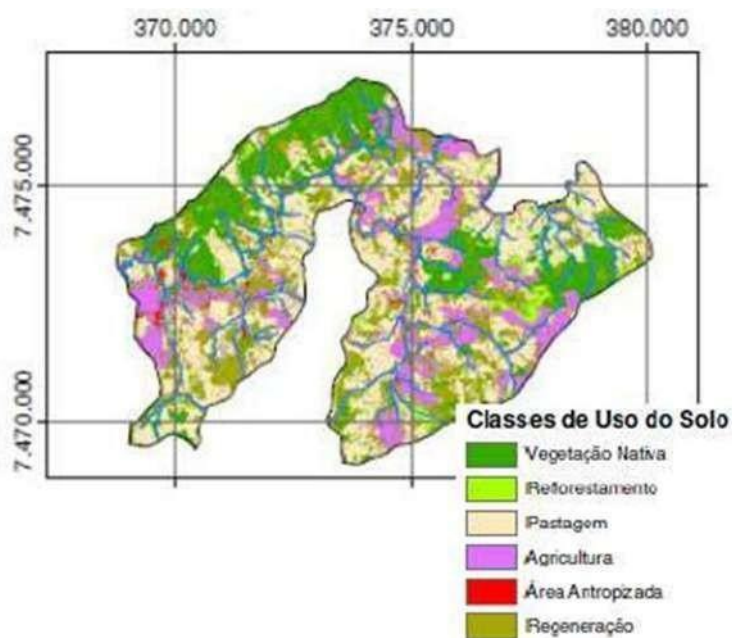 370.000 375.000 380.000
7.475.000
7.470.000
Classes de Uso do Solo
Vegetação Nativa
Reflorestamento
Pastagem
Agricultura
Área Antropizada
Regeneração